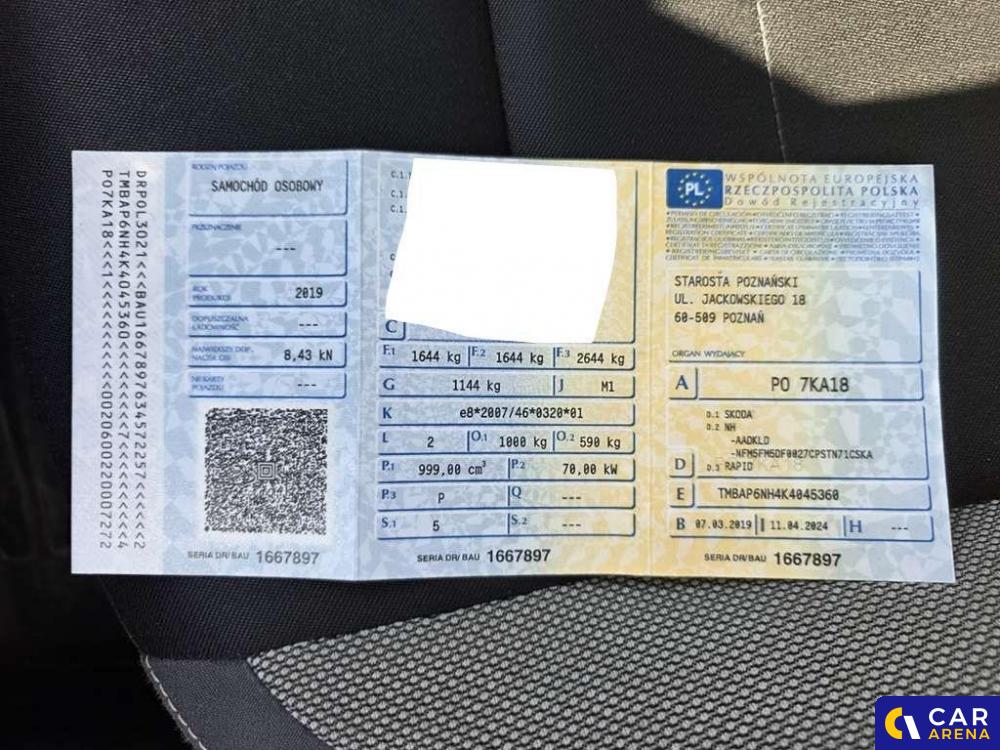 DRPOL3021K<<BAU1667897634572257<<<<<<2
TMBAP6NH4K4045360<<<<<<<<<7<<<<<<<<<<4
RODZAJ POJAZDU
SAMOCHÓD OSOBOWY
PRZEZNACZENIE
---
ROK PRODUKCJI
2019
DOPUSZCZALNA ŁADOWNOŚĆ
---
NAJWIĘKSZY DOP. NACISK OSI
8,43 kN
NR KARTY POJAZDU
---
SERIA DR/BAU 1667897
C.1.
C.1.
C.1.
C
F.1 1644 kg F.2 1644 kg F.3 2644 kg
G 1144 kg J M1
K e8*2007/46*0320*01
L 2 O.1 1000 kg O.2 590 kg
P.1 999,00 cm³ P.2 70,00 kW
P.3 P Q ---
S.1 5 S.2 ---
SERIA DR/BAU 1667897
PL
WSPÓLNOTA EUROPEJSKA
RZECZPOSPOLITA POLSKA
Dowód Rejestracyjny
STAROSTA POZNAŃSKI
UL. JACKOWSKIEGO 18
60-509 POZNAŃ
ORGAN WYDAJĄCY
A PO 7KA18
D.1 SKODA
D.2 NH
-AADKLD
-NFM5FM5DF0027CPSTN71CSKA
D D.3 RAPID
E TMBAP6NH4K4045360
B 07.03.2019 I 11.04.2024 H ---
SERIA DR/BAU 1667897
CAR
ARENA